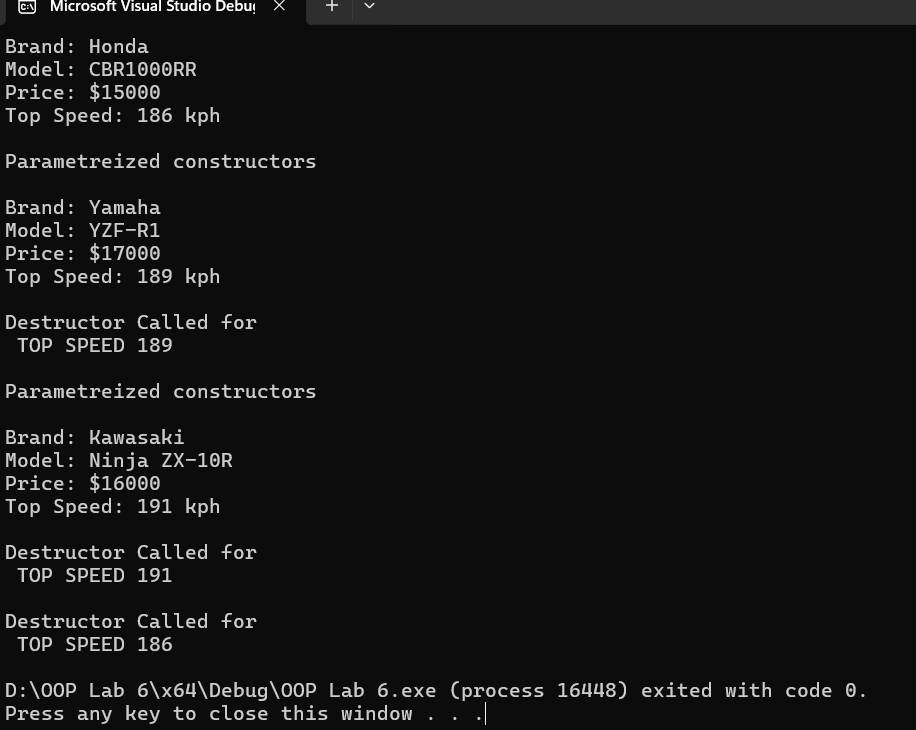 Microsoft Visual Studio Debug
Brand: Honda
Model: CBR1000RR
Price: $15000
Top Speed: 186 kph
Parametreized constructors
Brand: Yamaha
Model: YZF-R1
Price: $17000
Top Speed: 189 kph
Destructor Called for
TOP SPEED 189
Parametreized constructors
Brand: Kawasaki
Model: Ninja ZX-10R
Price: $16000
Top Speed: 191 kph
Destructor Called for
TOP SPEED 191
Destructor Called for
TOP SPEED 186
D:\OOP Lab 6\x64\Debug\OOP Lab 6.exe (process 16448) exited with code 0.
Press any key to close this window . . .